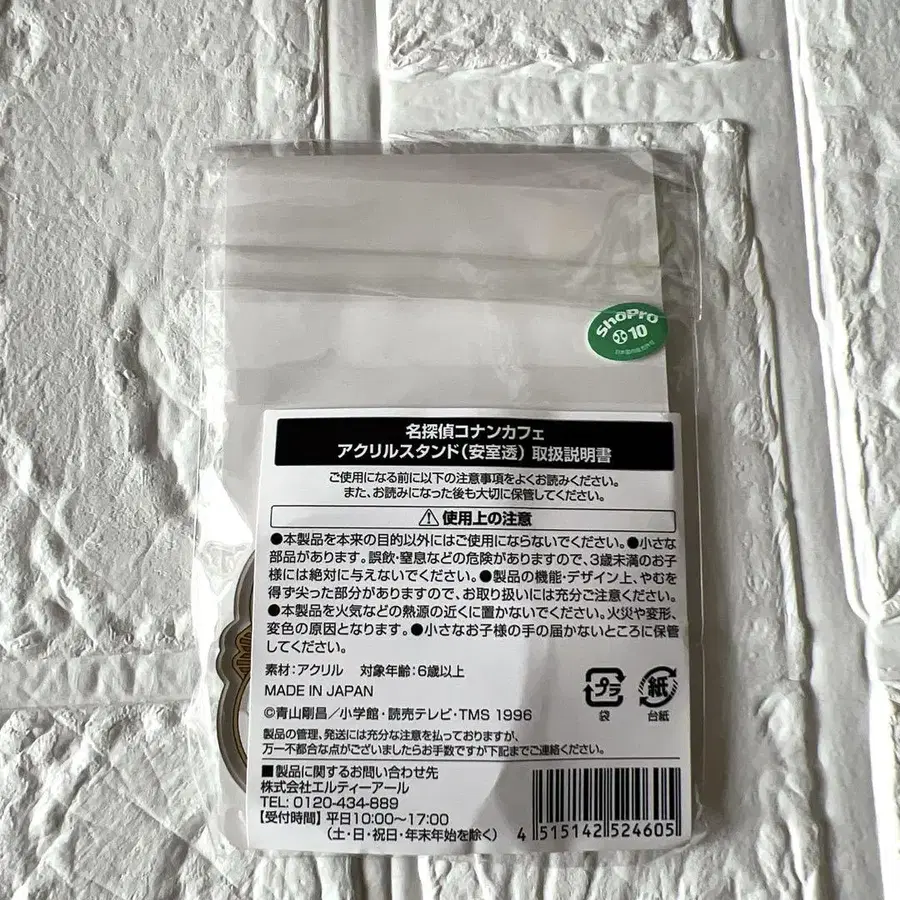 ShoPro
10
名探偵コナンカフェ
アクリルスタンド(安室透) 取扱説明書
ご使用になる前に以下の注意事項をよくお読みください。
また、お読みになった後も大切に保管してください。
⚠使用上の注意
●本製品を本来の目的以外にはご使用にならないでください。●小さな
部品があります。誤飲・窒息などの危険がありますので、3歳未満のお子
様には絶対に与えないでください。●製品の機能・デザイン上、やむを
得ず尖った部分がありますので、お取り扱いには充分ご注意ください。
●本製品を火気などの熱源の近くに置かないでください。火災や変形、
変色の原因となります。●小さなお子様の手の届かないところに保管
してください。
素材:アクリル 対象年齢:6歳以上
MADE IN JAPAN
プラ
袋
紙
台紙
©青山剛昌/小学館・読売テレビ・TMS 1996
製品の管理、発送には充分な注意を払っておりますが、
万一不都合な点がございましたらお手数ですが下記までご連絡ください。
■製品に関するお問い合わせ先
株式会社エルティーアール
TEL: 0120-434-889
【受付時間】平日10:00〜17:00
(土・日・祝日・年末年始を除く)
4 515142 524605